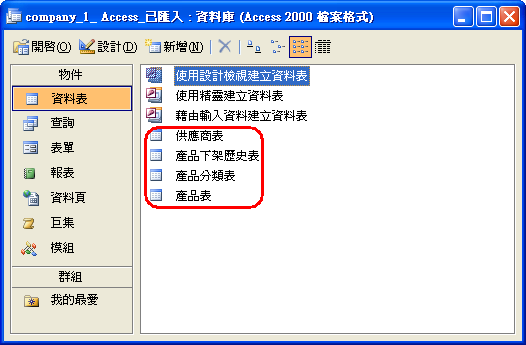 company_1_ Access_已匯入：資料庫 (Access 2000 檔案格式)
開啓(O) 設計(D) 新增(N)
物件
資料表
查詢
表單
報表
資料頁
巨集
模組
群組
我的最愛
使用設計檢視建立資料表
使用精靈建立資料表
藉由輸入資料建立資料表
供應商表
產品下架歷史表
產品分類表
產品表